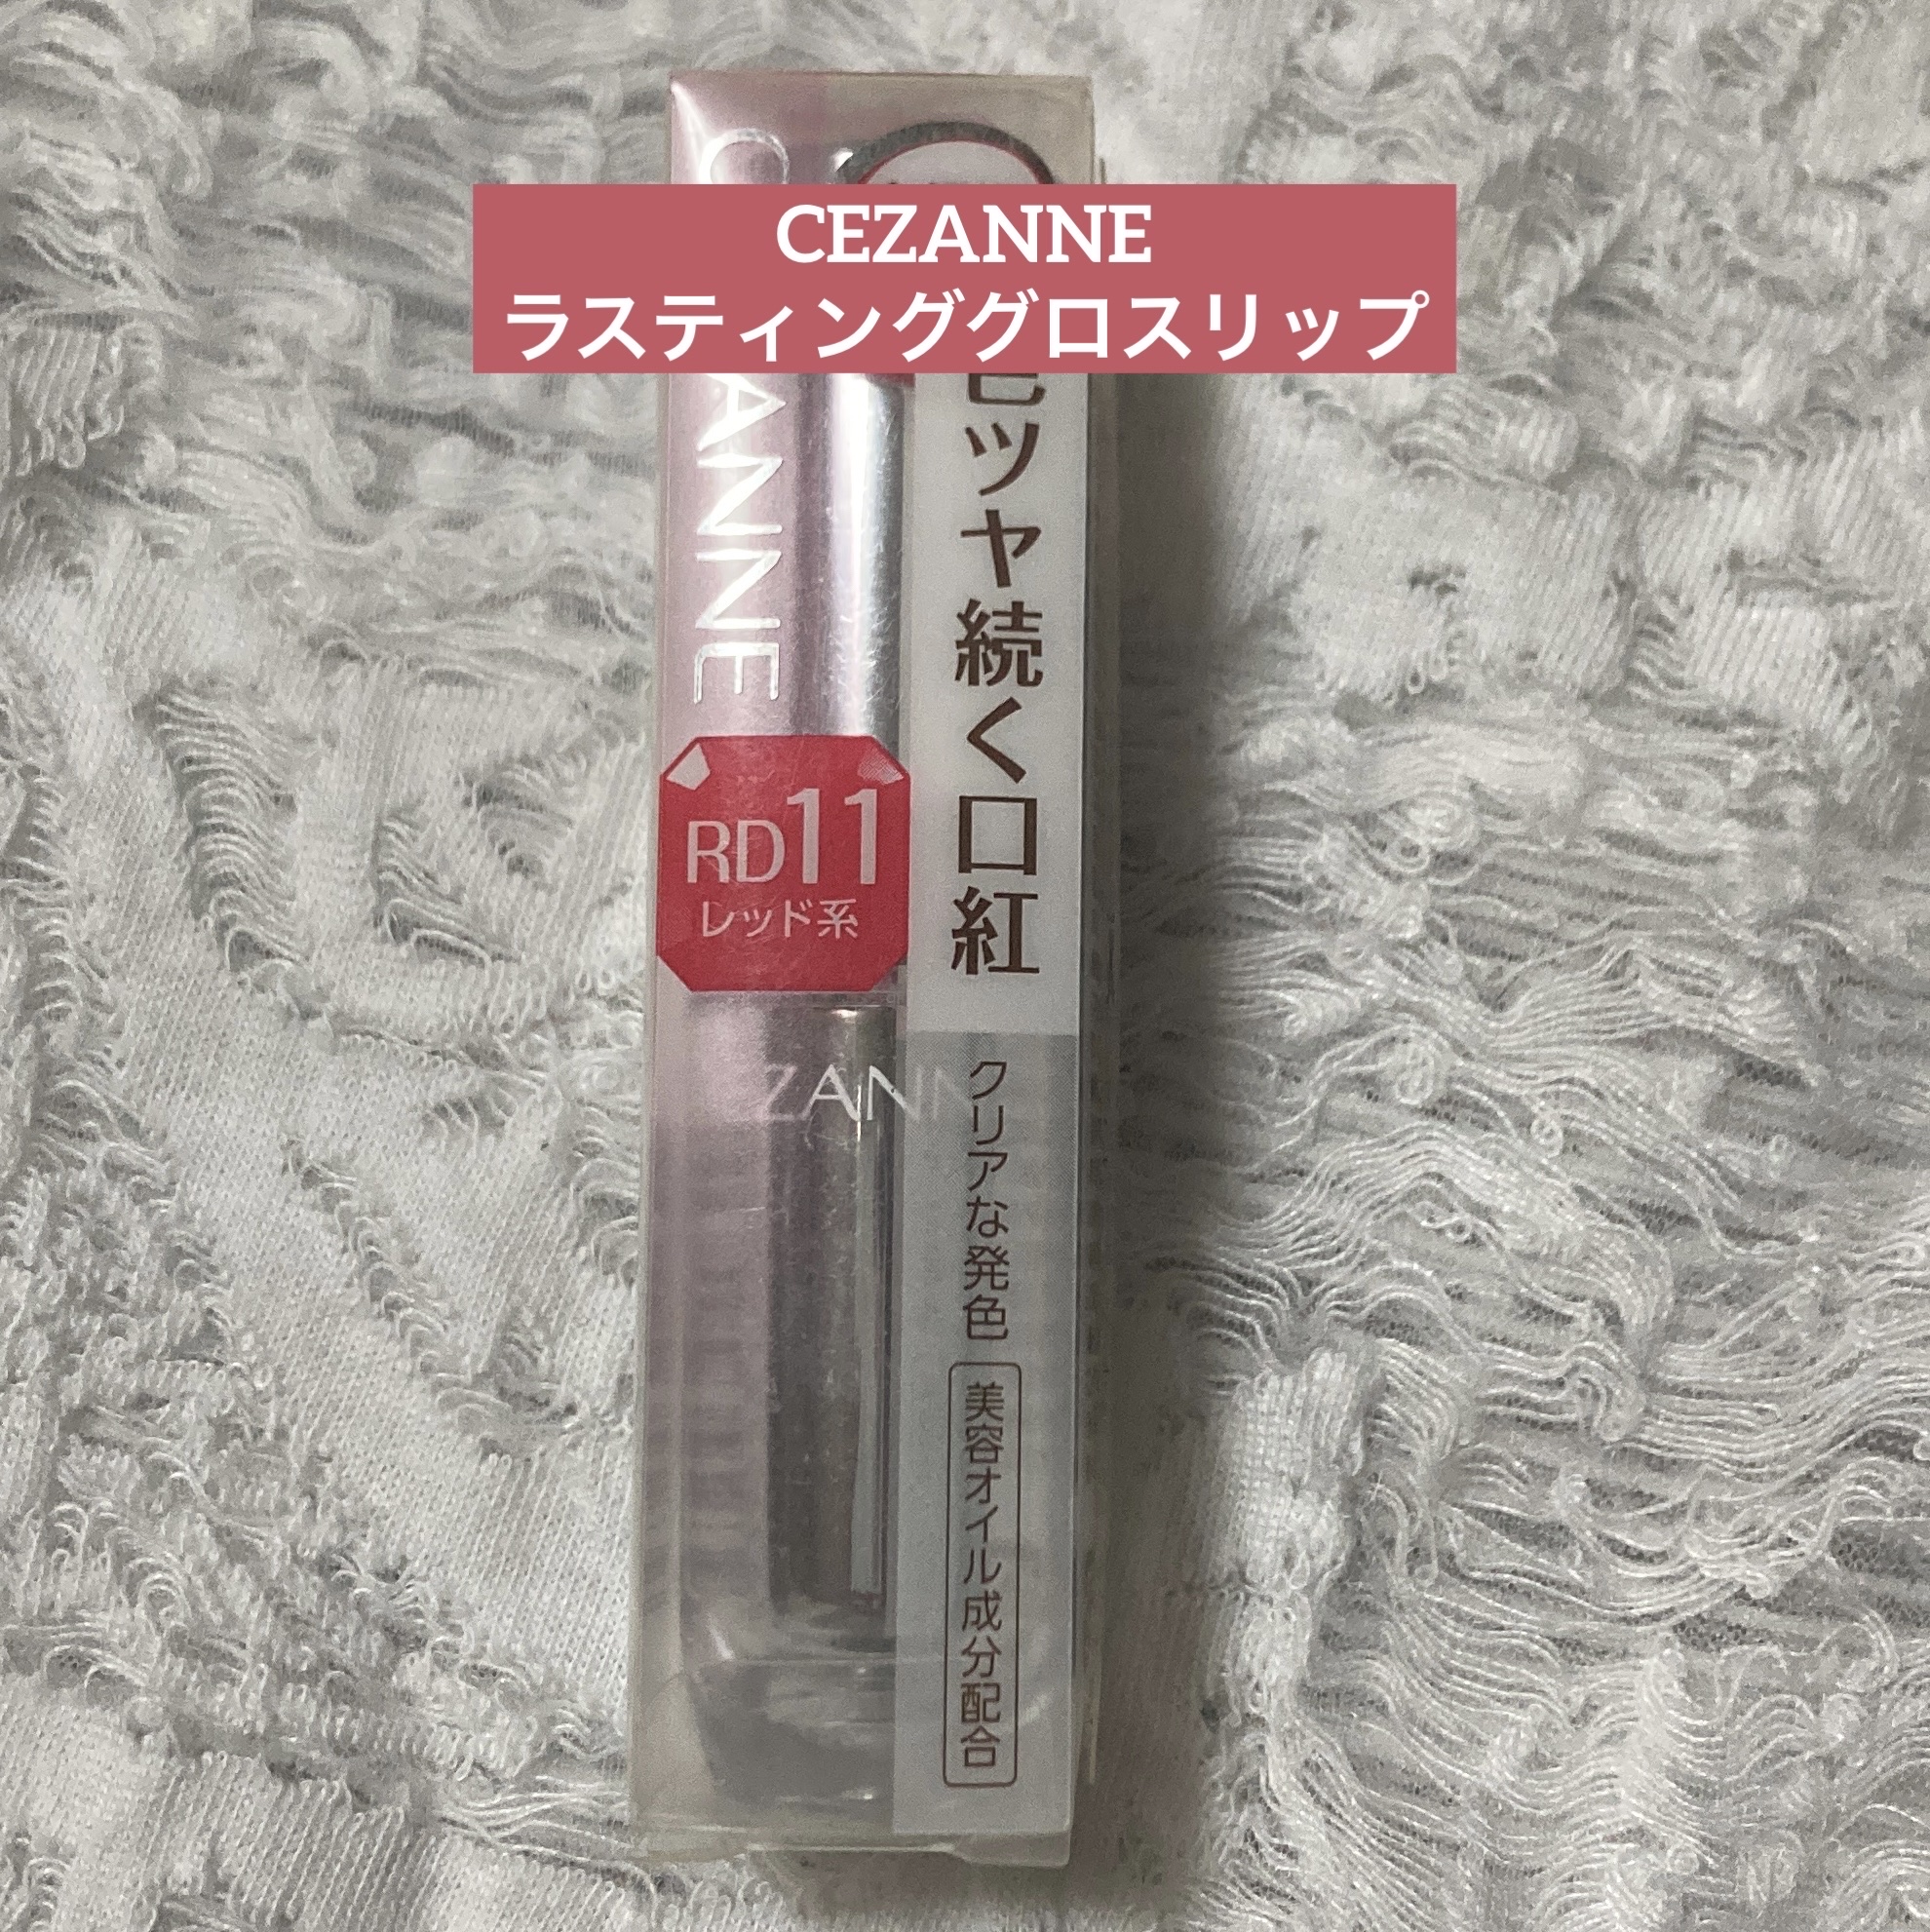 CEZANNE
ラスティンググロスリップ
ANNE
RD11
レッド系
ZANN
ツヤ続く口紅
クリアな発色
美容オイル成分配合